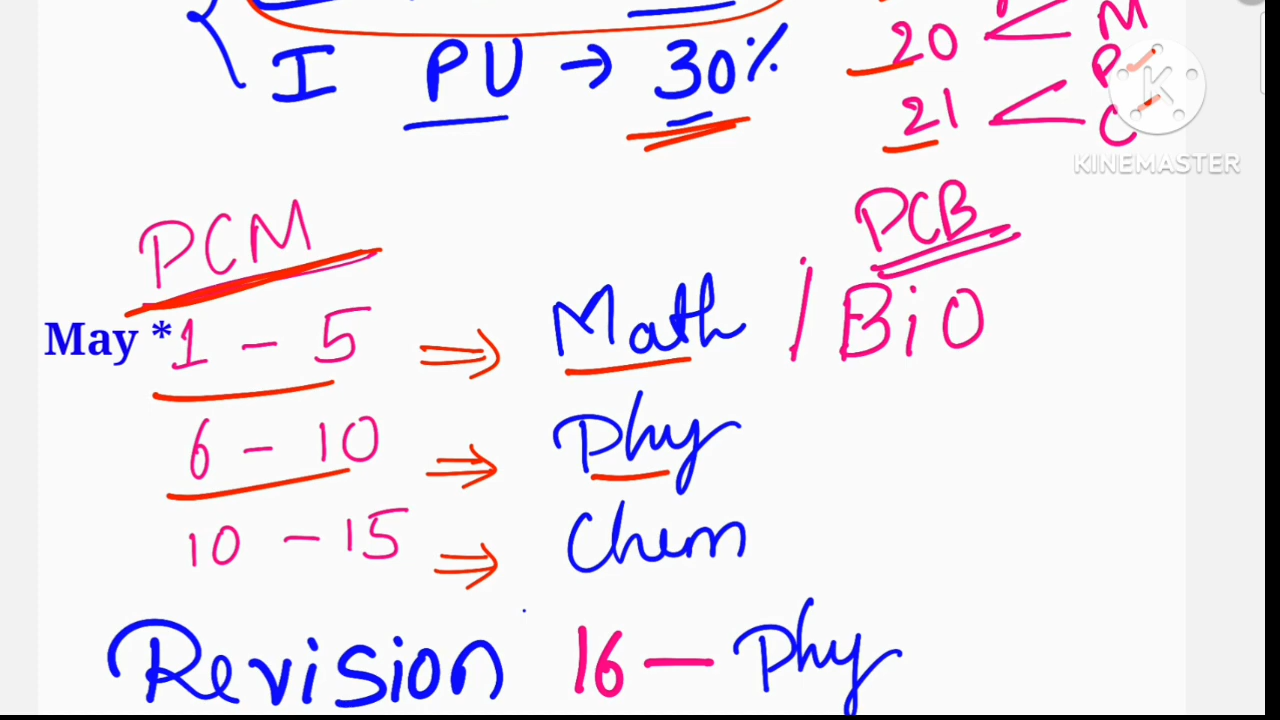 I PU → 30%
20 < M
P
21 < C
KINEMASTER
PCM
PCB
May * 1 - 5 ⇒ Math / BiO
6 - 10 ⇒ Phy
10 - 15 ⇒ Chem
Revision 16 — Phy